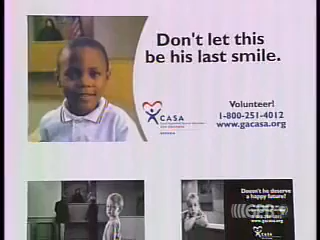 Don't let this
be his last smile.
CASA
Volunteer!
1-800-251-4012
www.gacasa.org
Doesn't he deserve
a happy future?
CASA